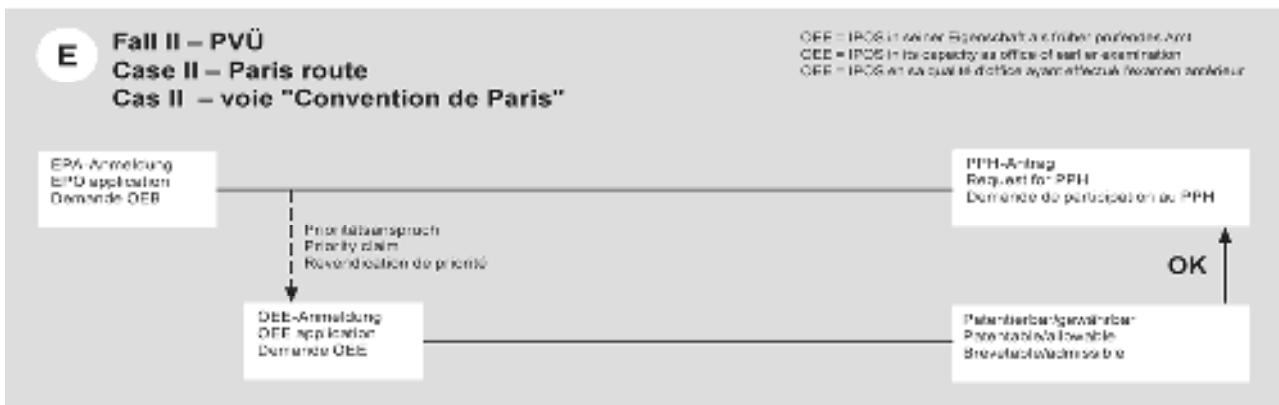 E
Fall II – PVÜ
Case II – Paris route
Cas II – voie "Convention de Paris"
OEE = IPOS in seiner Eigenschaft als früher prüfendes Amt
OEE = IPOS in its capacity as office of earlier examination
OEE = IPOS en sa qualité d'office ayant effectué l'examen antérieur
EPA-Anmeldung
EPO application
Demande OEB
PPH-Antrag
Request for PPH
Demande de participation au PPH
Prioritätsanspruch
Priority claim
Revendication de priorité
OK
OEE-Anmeldung
OEE application
Demande OEE
Patentierbar/gewährbar
Patentable/allowable
Brevetable/admissible